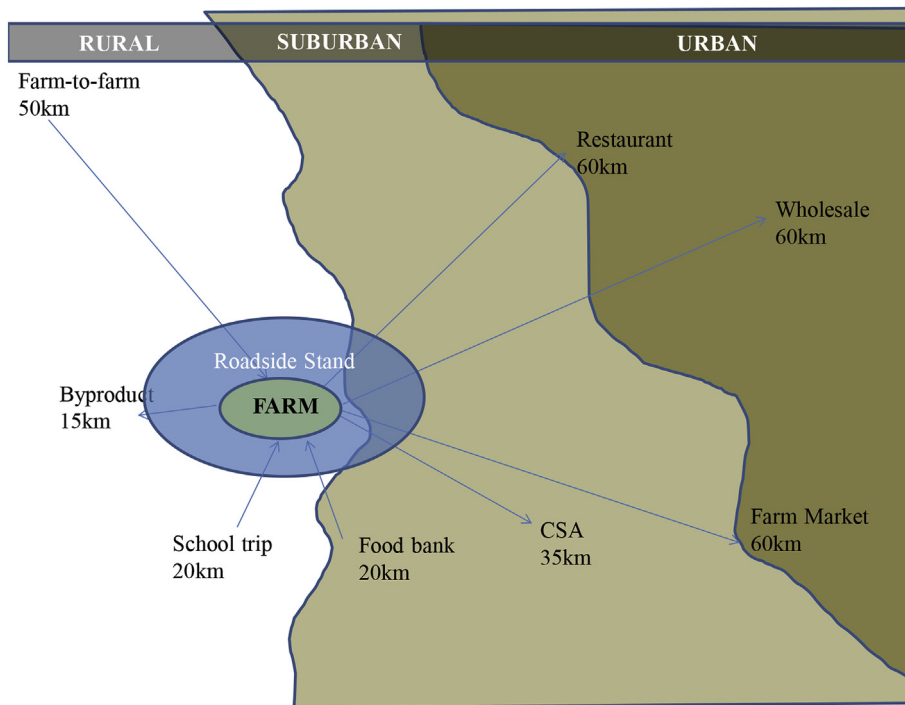 RURAL
SUBURBAN
URBAN
Farm-to-farm
50km
Restaurant
60km
Wholesale
60km
Roadside Stand
FARM
Byproduct
15km
School trip
20km
Food bank
20km
CSA
35km
Farm Market
60km